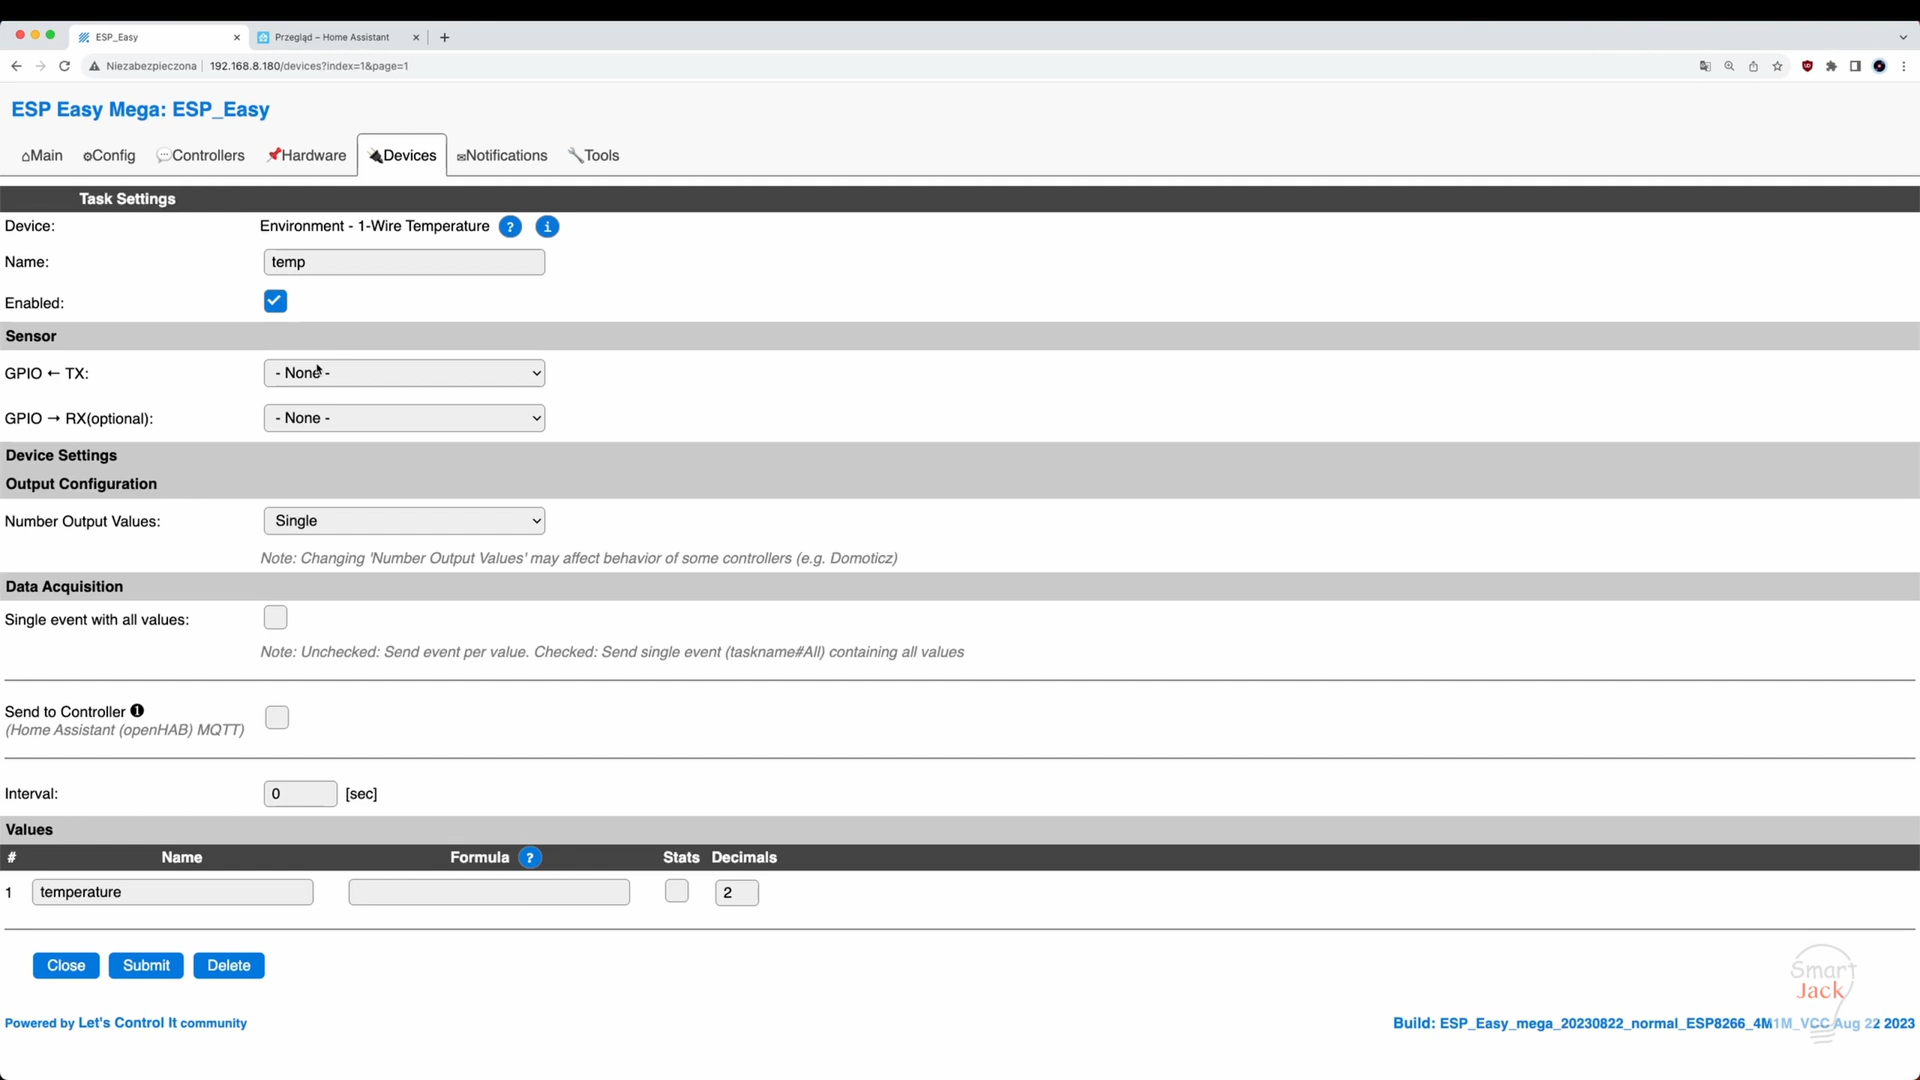 ESP_Easy
Przegląd – Home Assistant
Niezabezpieczona 192.168.8.180/devices?index=1&page=1
ESP Easy Mega: ESP_Easy
Main Config Controllers Hardware Devices Notifications Tools
Task Settings
Device: Environment - 1-Wire Temperature ? i
Name: temp
Enabled:
Sensor
GPIO ← TX: - None -
GPIO → RX(optional): - None -
Device Settings
Output Configuration
Number Output Values: Single
Note: Changing 'Number Output Values' may affect behavior of some controllers (e.g. Domoticz)
Data Acquisition
Single event with all values:
Note: Unchecked: Send event per value. Checked: Send single event (taskname#All) containing all values
Send to Controller ❶
(Home Assistant (openHAB) MQTT)
Interval: 0 [sec]
Values
# Name Formula ? Stats Decimals
1 temperature 2
Close Submit Delete
Smart
Jack
Powered by Let's Control It community
Build: ESP_Easy_mega_20230822_normal_ESP8266_4M1M_VCC Aug 22 2023